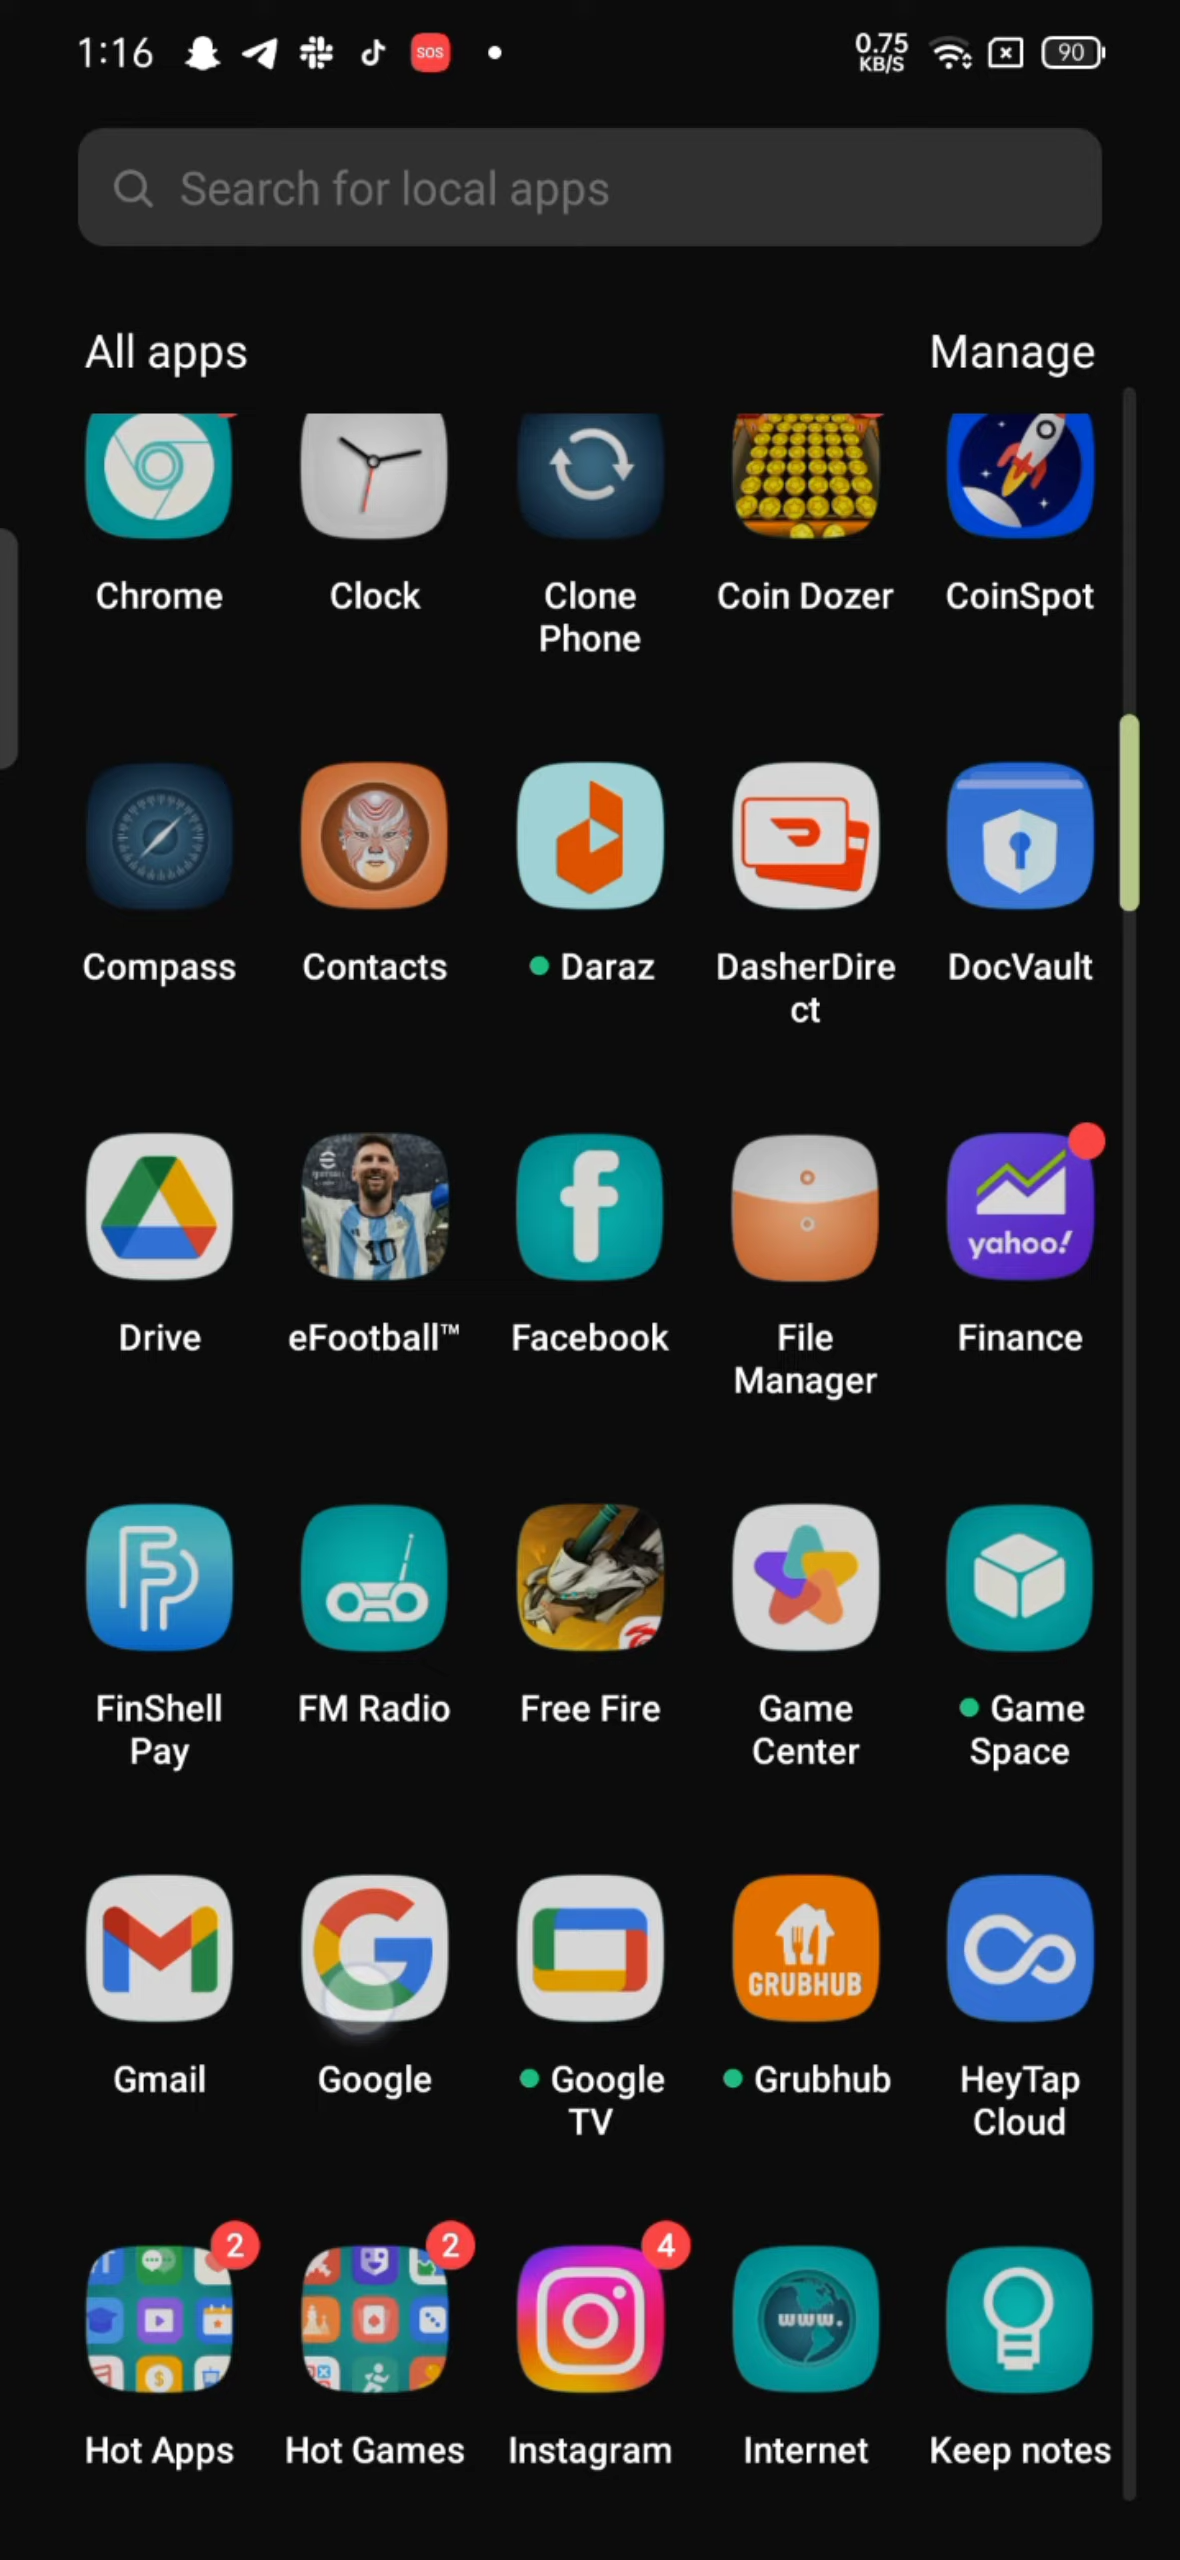 1:16
SOS
0.75
KB/S
90
Search for local apps
All apps
Manage
Chrome
Clock
Clone
Phone
Coin Dozer
CoinSpot
Compass
Contacts
Daraz
DasherDire
ct
DocVault
10
yahoo!
Drive
eFootball™
Facebook
File
Manager
Finance
FinShell
Pay
FM Radio
Free Fire
Game
Center
Game
Space
GRUBHUB
Gmail
Google
Google
TV
Grubhub
HeyTap
Cloud
2
2
4
www.
Hot Apps
Hot Games
Instagram
Internet
Keep notes